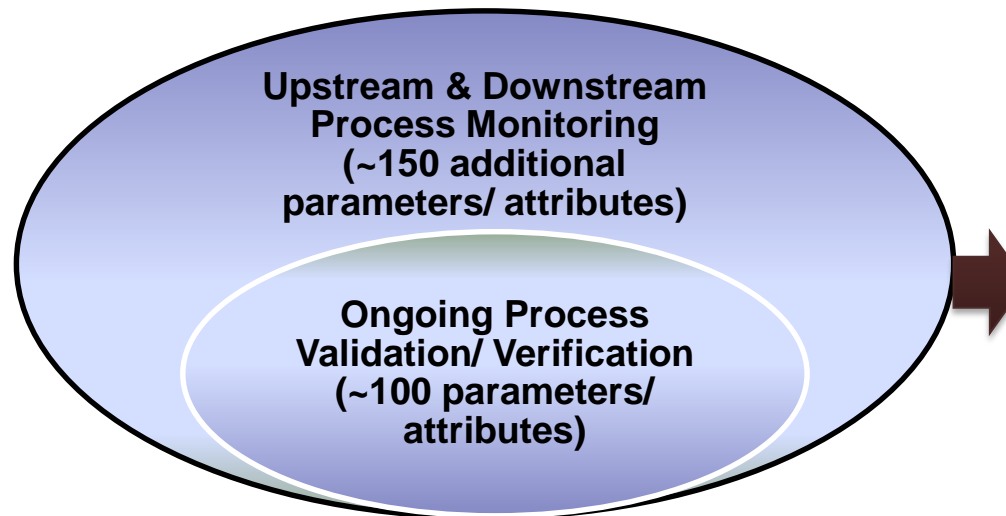 Upstream & Downstream
Process Monitoring
(~150 additional
parameters/ attributes)
Ongoing Process
Validation/ Verification
(~100 parameters/
attributes)